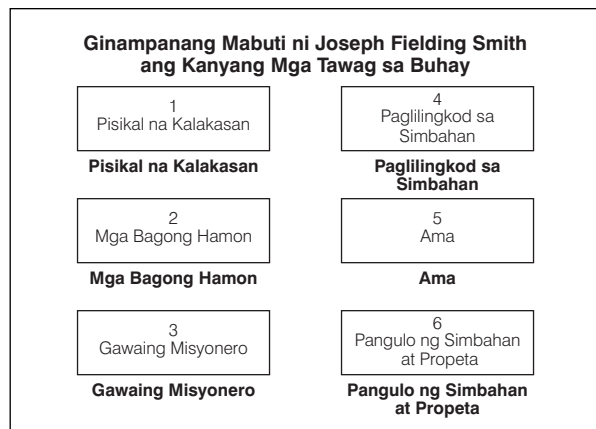 Ginampanang Mabuti ni Joseph Fielding Smith
ang Kanyang Mga Tawag sa Buhay
1
Pisikal na Kalakasan
Pisikal na Kalakasan
2
Mga Bagong Hamon
Mga Bagong Hamon
3
Gawaing Misyonero
Gawaing Misyonero
4
Paglilingkod sa
Simbahan
Paglilingkod sa
Simbahan
5
Ama
Ama
6
Pangulo ng Simbahan
at Propeta
Pangulo ng Simbahan
at Propeta